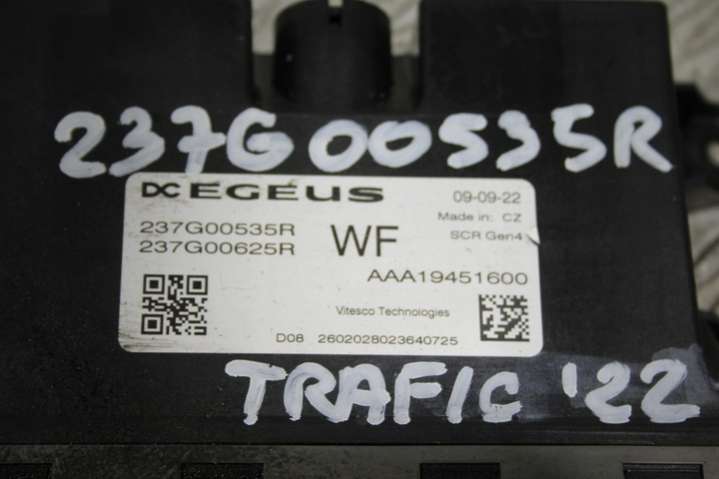 237G00535R
DC EGEUS 09-09-22
Made in: CZ
237G00535R
237G00625R
WF
SCR Gen4
AAA19451600
Vitesco Technologies
D08 2602028023640725
TRAFIC '22